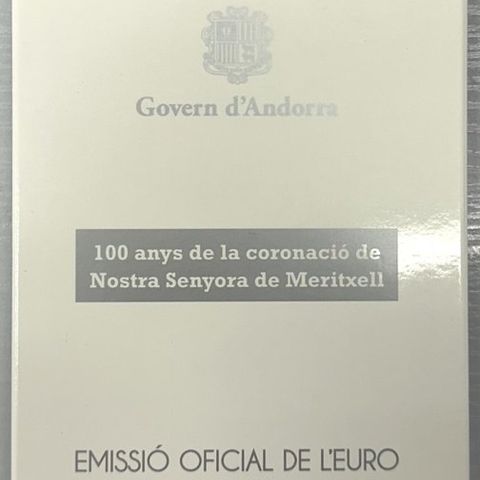 Govern d'Andorra
100 anys de la coronació de
Nostra Senyora de Meritxell
EMISSIÓ OFICIAL DE L'EURO